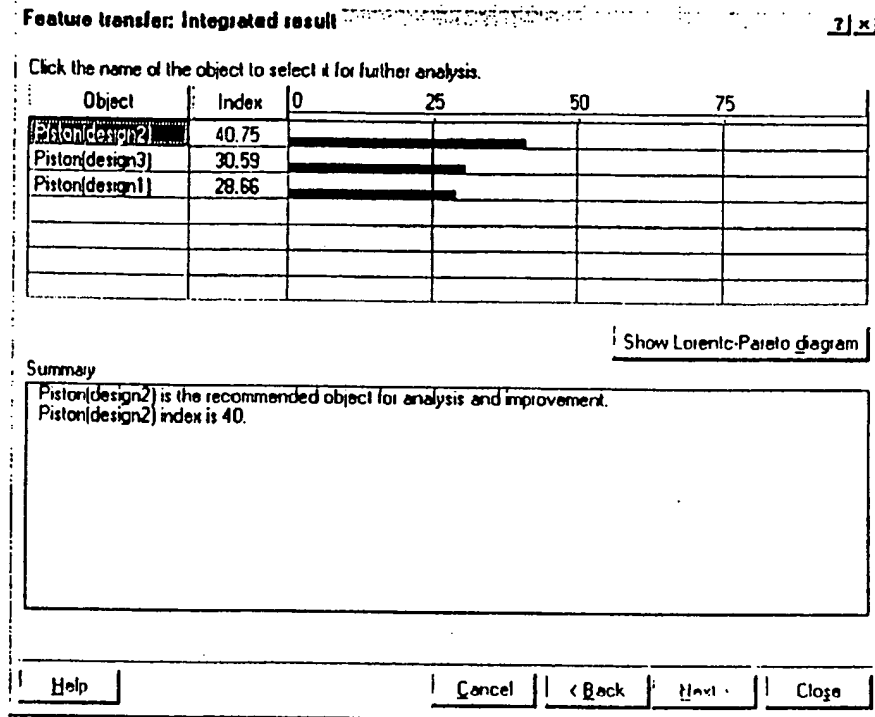 Feature transfer: Integrated result ? ×
Click the name of the object to select it for further analysis.
Object Index 0 25 50 75
Piston(design2) 40.75
Piston(design3) 30.59
Piston(design1) 28.66
Show Lorentc-Pareto diagram
Summary
Piston(design2) is the recommended object for analysis and improvement.
Piston(design2) index is 40.
Help Cancel < Back Next > Close